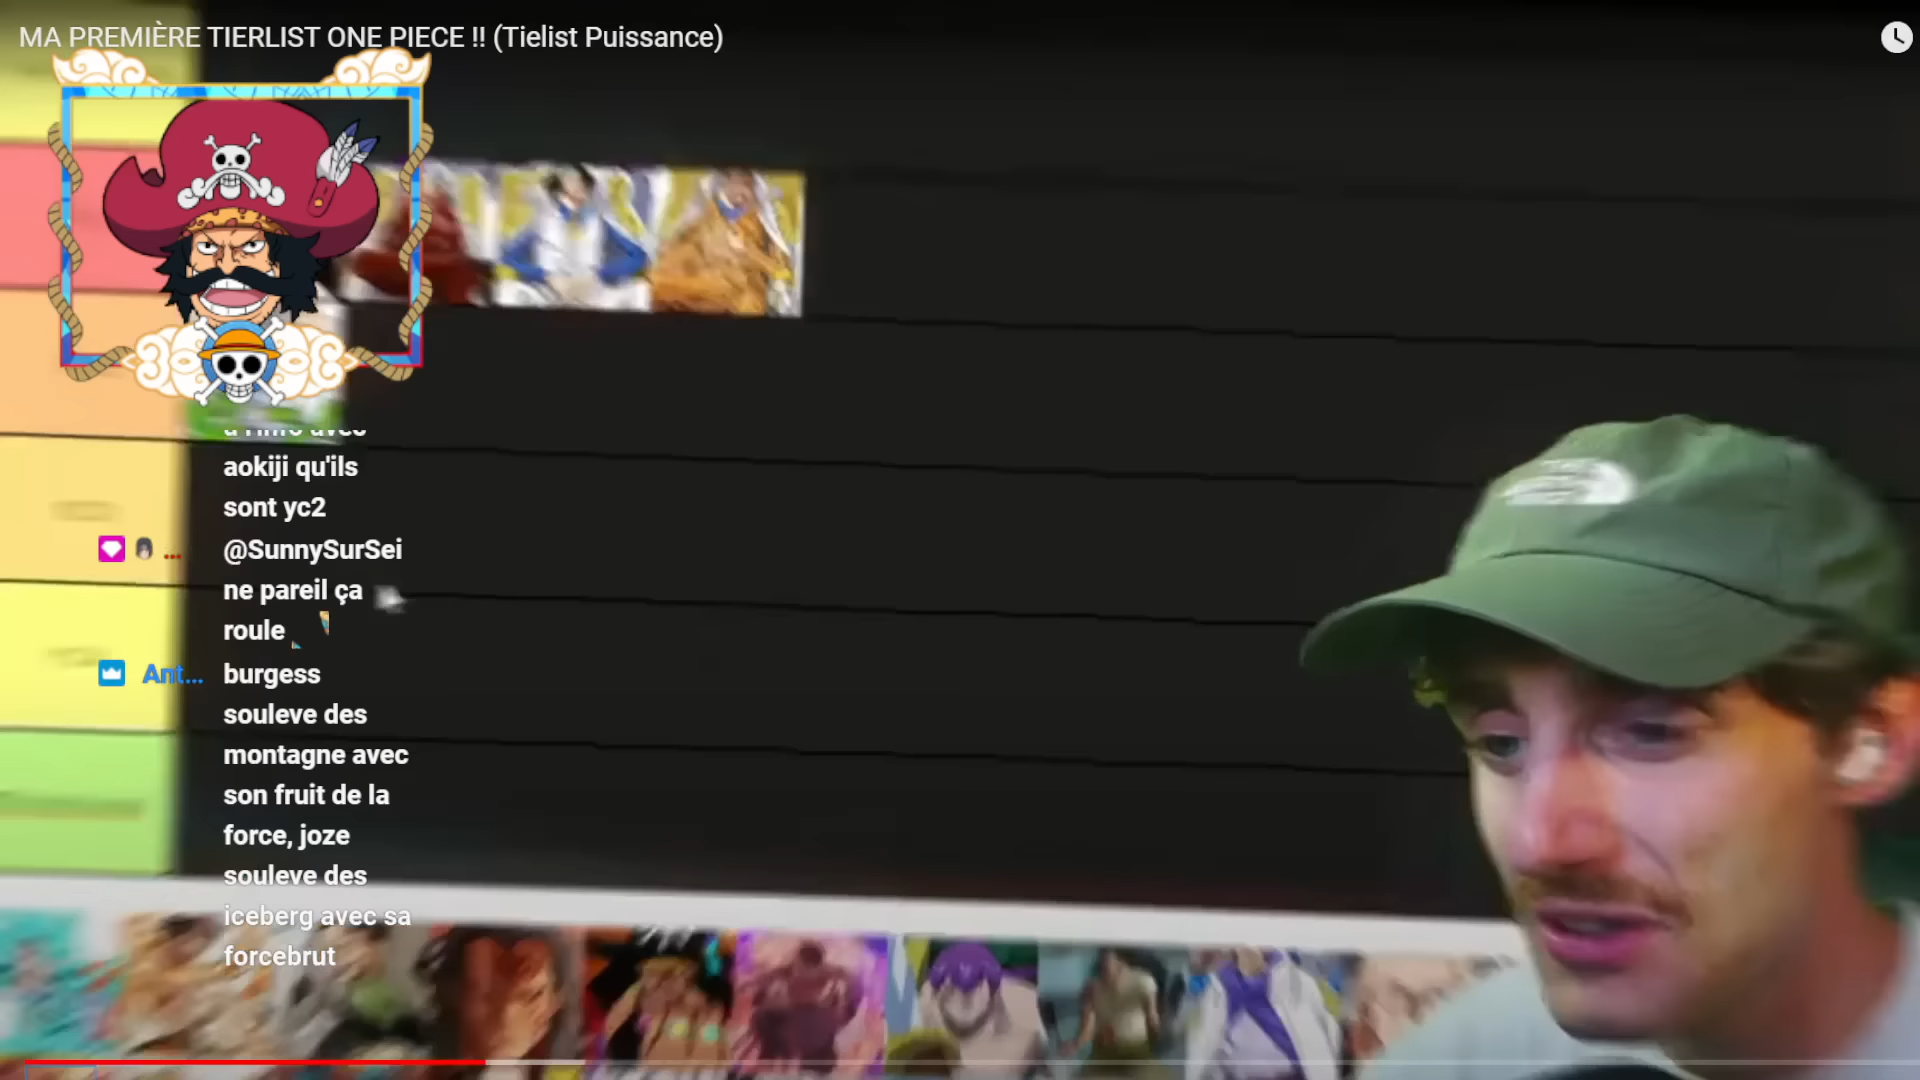 MA PREMIÈRE TIERLIST ONE PIECE !! (Tielist Puissance)
aokiji qu'ils
sont yc2
... @SunnySurSei
ne pareil ça
roule
Ant... burgess
souleve des
montagne avec
son fruit de la
force, joze
souleve des
iceberg avec sa
forcebrut